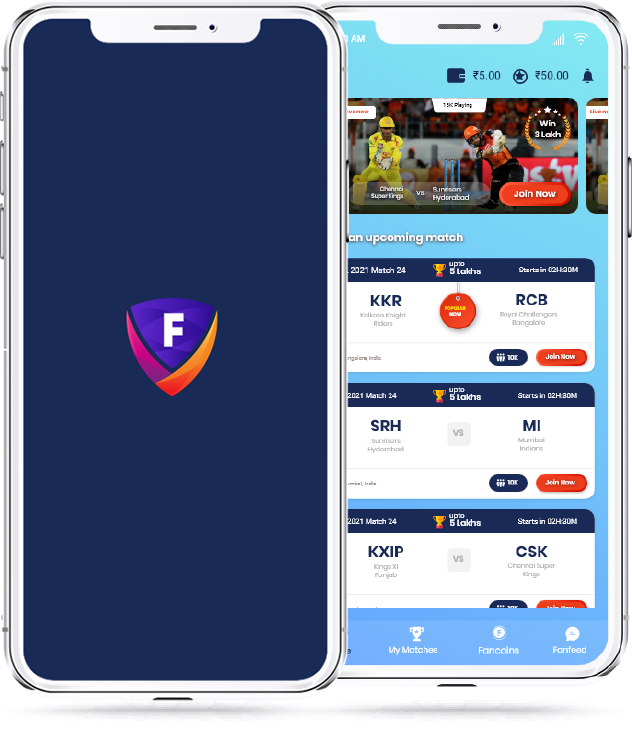 F
AM
₹5.00
₹50.00
15K Playing
Win
3 Lakh
Chennai
Super Kings
VS
Sunrisers
Hyderabad
Join Now
an upcoming match
2021 Match 24
upto
5 Lakhs
Starts in 02H:30M
KKR
Kolkara Knight
Riders
POPULAR
NOW
RCB
Royal Challengers
Bangalore
ngalore, India
10K
Join Now
2021 Match 24
upto
5 Lakhs
Starts in 02H:30M
SRH
Sunrisers
Hyderabad
VS
MI
Mumbai
Indians
umbai, India
10K
Join Now
2021 Match 24
upto
5 Lakhs
Starts in 02H:30M
KXIP
Kings XI
Punjab
VS
CSK
Chennai Super
Kings
10K
Join Now
My Matches
F
Fancoins
Fanfeed